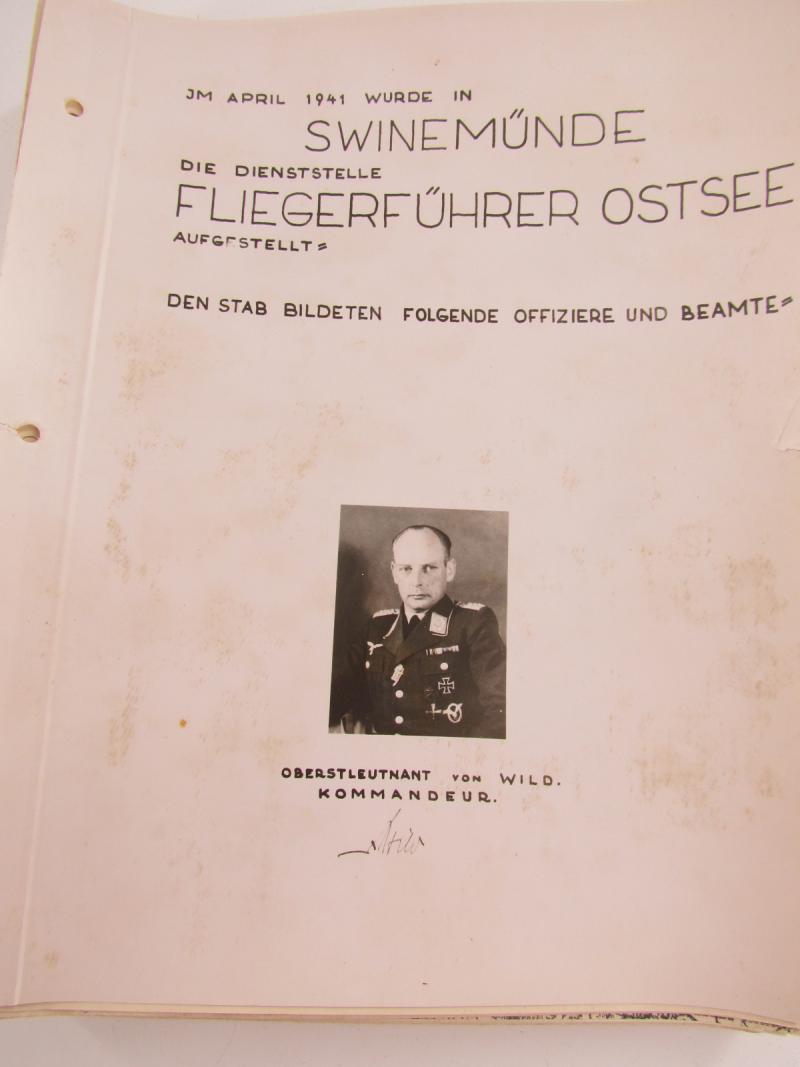 JM APRIL 1941 WURDE IN
SWINEMÜNDE
DIE DIENSTSTELLE
FLIEGERFÜHRER OSTSEE
AUFGESTELLT=
DEN STAB BILDETEN FOLGENDE OFFIZIERE UND BEAMTE=
OBERSTLEUTNANT VON WILD.
KOMMANDEUR.